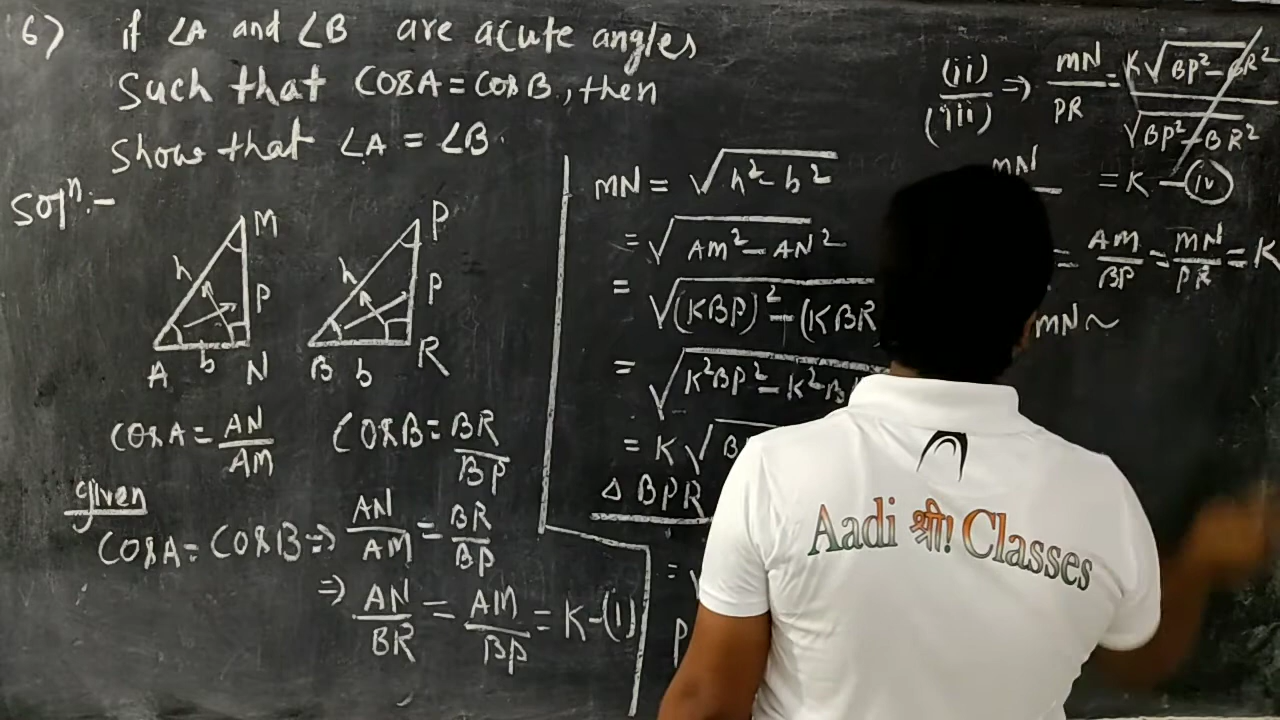 6) if ∠A and ∠B are acute angles
Such that CosA = CosB, then
Show that ∠A = ∠B.
Solⁿ:-
M
h
P
A
b
N
P
h
P
B
b
R
CosA = AN/AM
CosB = BR/BP
given
CosA = CosB ⇒ AN/AM = BR/BP
⇒ AN/BR = AM/BP = K -(1)
MN = √(h² - b²)
= √(AM² - AN²)
= √((KBP)² - (KBR
= √(K²BP² - K²B
= K√B
△ BPR
= √
P
(ii)/(iii) ⇒ MN/PR = K√(BP² - BR²)/√(BP² - BR²)
MN = K - (iv)
= AM/BP = MN/PR = K
MN ~
Aadi श्री! Classes